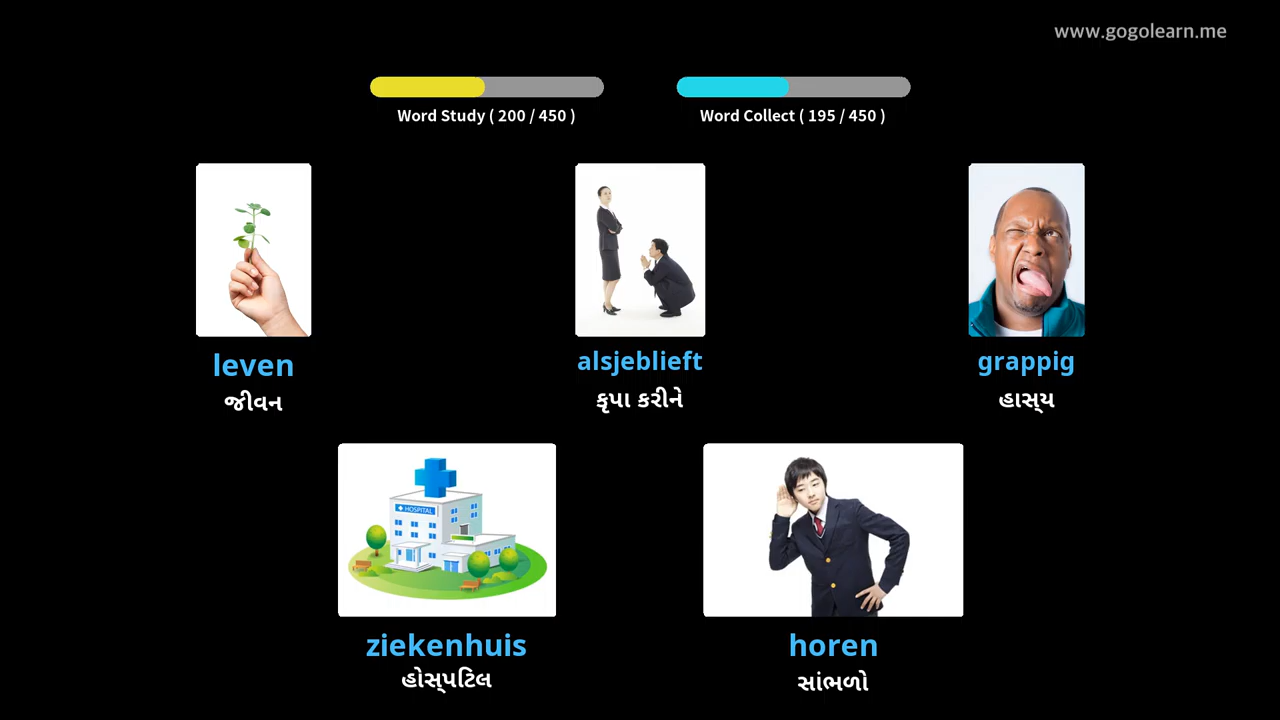 www.gogolearn.me
Word Study ( 200 / 450 )
Word Collect ( 195 / 450 )
leven
જીવન
alsjeblieft
કૃપા કરીને
grappig
હાસ્ય
HOSPITAL
ziekenhuis
હોસ્પટિલ
horen
સાંભળો